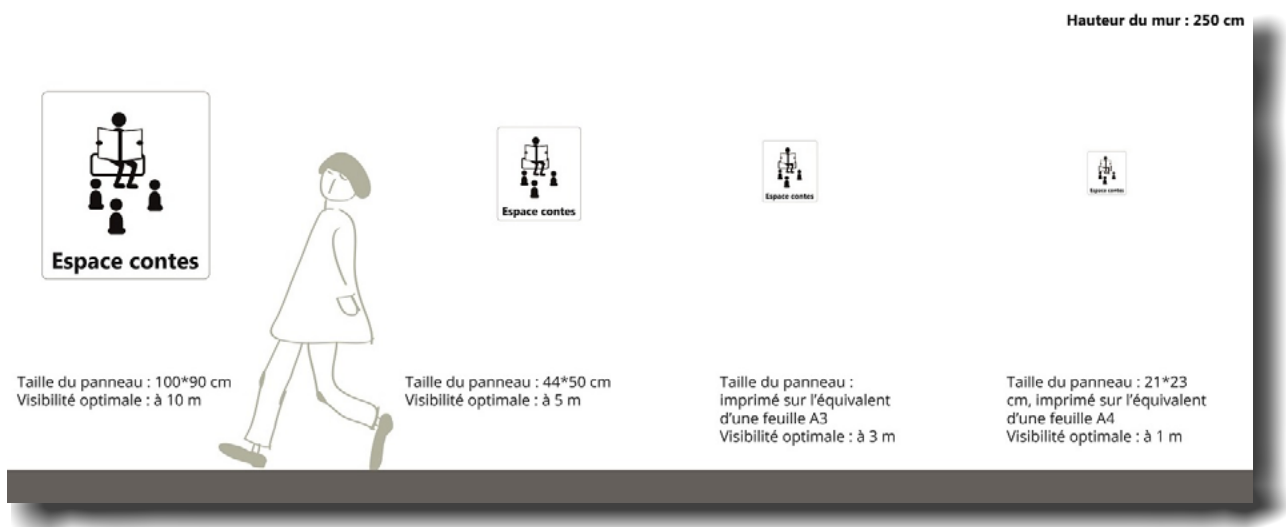 Hauteur du mur : 250 cm
Espace contes
Espace contes
Espace contes
Espace contes
Taille du panneau : 100*90 cm
Visibilité optimale : à 10 m
Taille du panneau : 44*50 cm
Visibilité optimale : à 5 m
Taille du panneau :
imprimé sur l’équivalent
d’une feuille A3
Visibilité optimale : à 3 m
Taille du panneau : 21*23
cm, imprimé sur l’équivalent
d’une feuille A4
Visibilité optimale : à 1 m